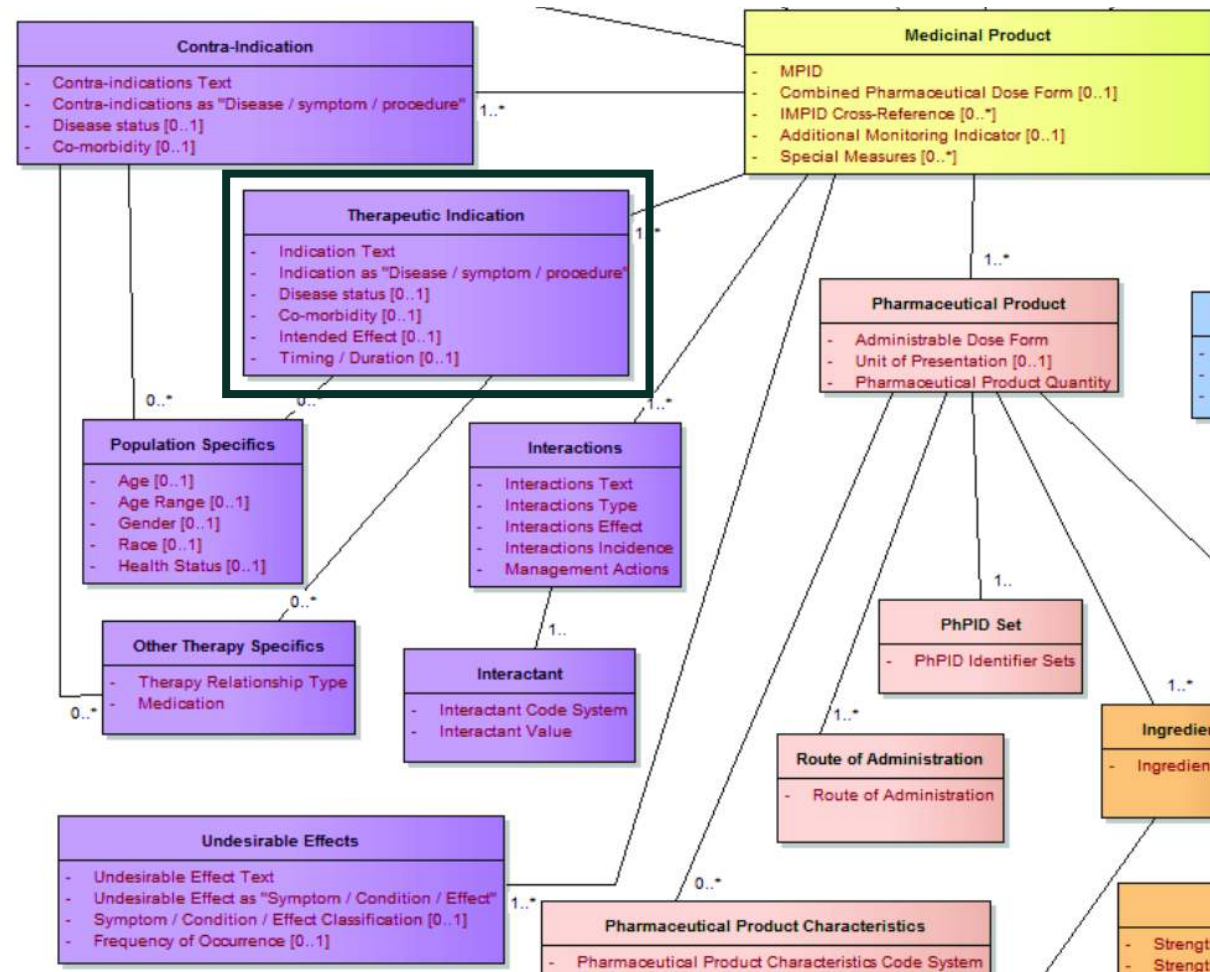 Contra-Indication
- Contra-indications Text
- Contra-indications as "Disease / symptom / procedure"
- Disease status [0..1]
- Co-morbidity [0..1]
1..*
Medicinal Product
- MPID
- Combined Pharmaceutical Dose Form [0..1]
- IMPID Cross-Reference [0..*]
- Additional Monitoring Indicator [0..1]
- Special Measures [0..*]
Therapeutic Indication
- Indication Text
- Indication as "Disease / symptom / procedure"
- Disease status [0..1]
- Co-morbidity [0..1]
- Intended Effect [0..1]
- Timing / Duration [0..1]
1..*
1..*
Pharmaceutical Product
- Administrable Dose Form
- Unit of Presentation [0..1]
- Pharmaceutical Product Quantity
0..*
0..
1..*
Population Specifics
- Age [0..1]
- Age Range [0..1]
- Gender [0..1]
- Race [0..1]
- Health Status [0..1]
Interactions
- Interactions Text
- Interactions Type
- Interactions Effect
- Interactions Incidence
- Management Actions
0..*
1..
1..
Other Therapy Specifics
- Therapy Relationship Type
- Medication
0..*
Interactant
- Interactant Code System
- Interactant Value
PhPID Set
- PhPID Identifier Sets
1..*
1..*
Route of Administration
- Route of Administration
Undesirable Effects
- Undesirable Effect Text
- Undesirable Effect as "Symptom / Condition / Effect"
- Symptom / Condition / Effect Classification [0..1]
- Frequency of Occurrence [0..1]
1..*
0..*
Pharmaceutical Product Characteristics
- Pharmaceutical Product Characteristics Code System